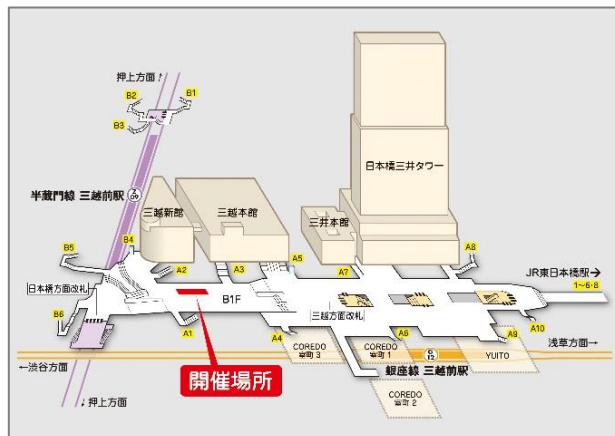 押上方面↑
B2
B1
B3
半蔵門線 三越前駅
Z
09
三越新館
三越本館
三井本館
日本橋三井タワー
B5
B4
A2
A3
A5
A7
A8
JR東日本橋駅→
1~6・8
日本橋方面改札
B1F
三越方面改札
B6
A1
A4
A6
A9
A10
COREDO
室町 3
COREDO
室町 1
YUITO
浅草方面→
←渋谷方面
G
12
銀座線 三越前駅
開催場所
↓押上方面
COREDO
室町 2